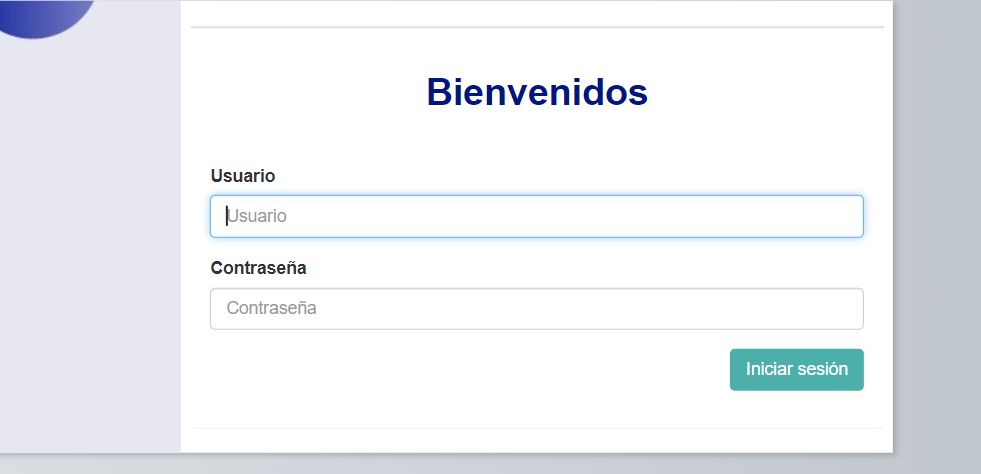 Bienvenidos
Usuario
Usuario
Contraseña
Contraseña
Iniciar sesión